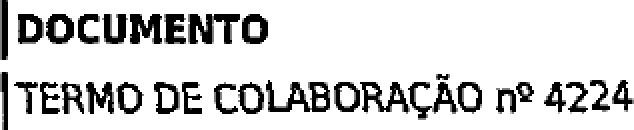 DOCUMENTO
TERMO DE COLABORAÇÃO nº 4224